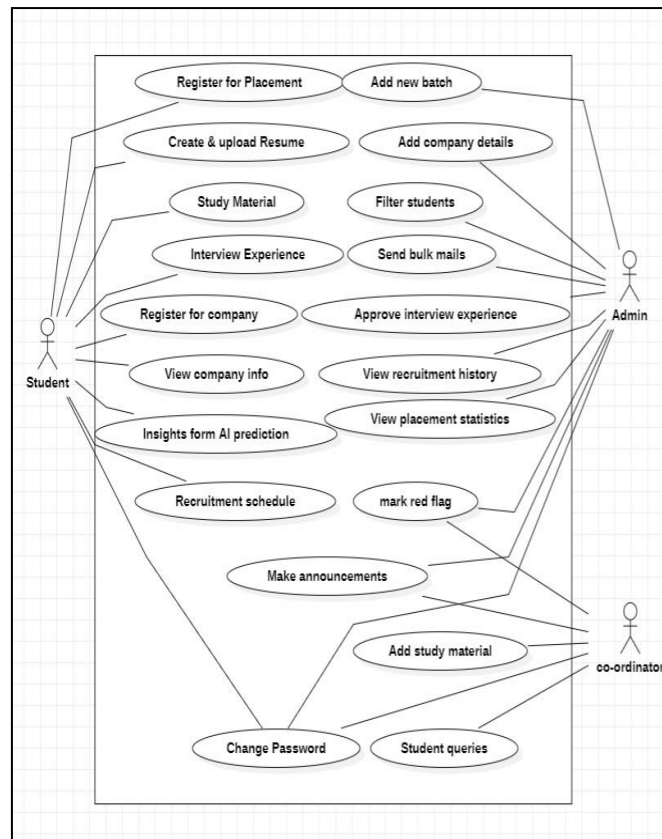 Register for Placement
Add new batch
Create & upload Resume
Add company details
Study Material
Filter students
Interview Experience
Send bulk mails
Register for company
Approve interview experience
Admin
View company info
View recruitment history
Student
Insights form AI prediction
View placement statistics
Recruitment schedule
mark red flag
Make announcements
Add study material
co-ordinator
Change Password
Student queries